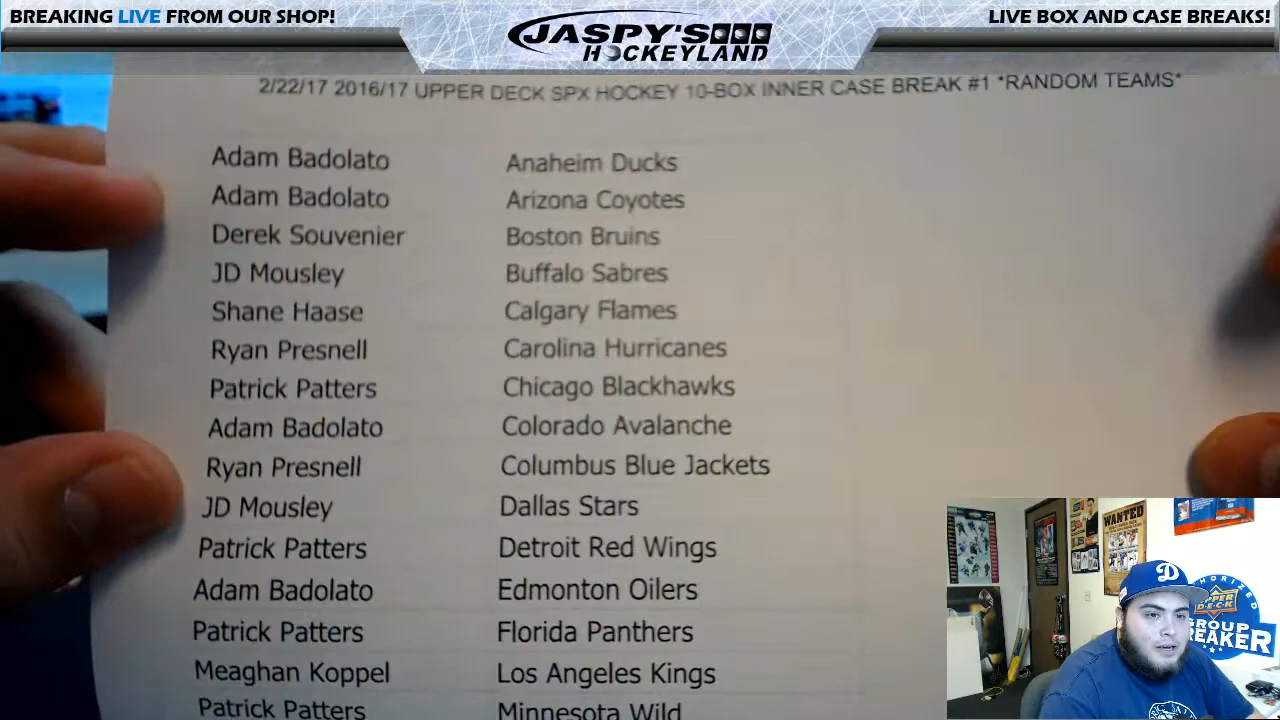 BREAKING LIVE FROM OUR SHOP!
JASPY'S
HOCKEYLAND
LIVE BOX AND CASE BREAKS!
2/22/17 2016/17 UPPER DECK SPX HOCKEY 10-BOX INNER CASE BREAK #1 *RANDOM TEAMS*
Adam Badolato Anaheim Ducks
Adam Badolato Arizona Coyotes
Derek Souvenier Boston Bruins
JD Mousley Buffalo Sabres
Shane Haase Calgary Flames
Ryan Presnell Carolina Hurricanes
Patrick Patters Chicago Blackhawks
Adam Badolato Colorado Avalanche
Ryan Presnell Columbus Blue Jackets
JD Mousley Dallas Stars
Patrick Patters Detroit Red Wings
Adam Badolato Edmonton Oilers
Patrick Patters Florida Panthers
Meaghan Koppel Los Angeles Kings
Patrick Patters Minnesota Wild
WANTED
UPPER DECK
GROUP
BREAKER